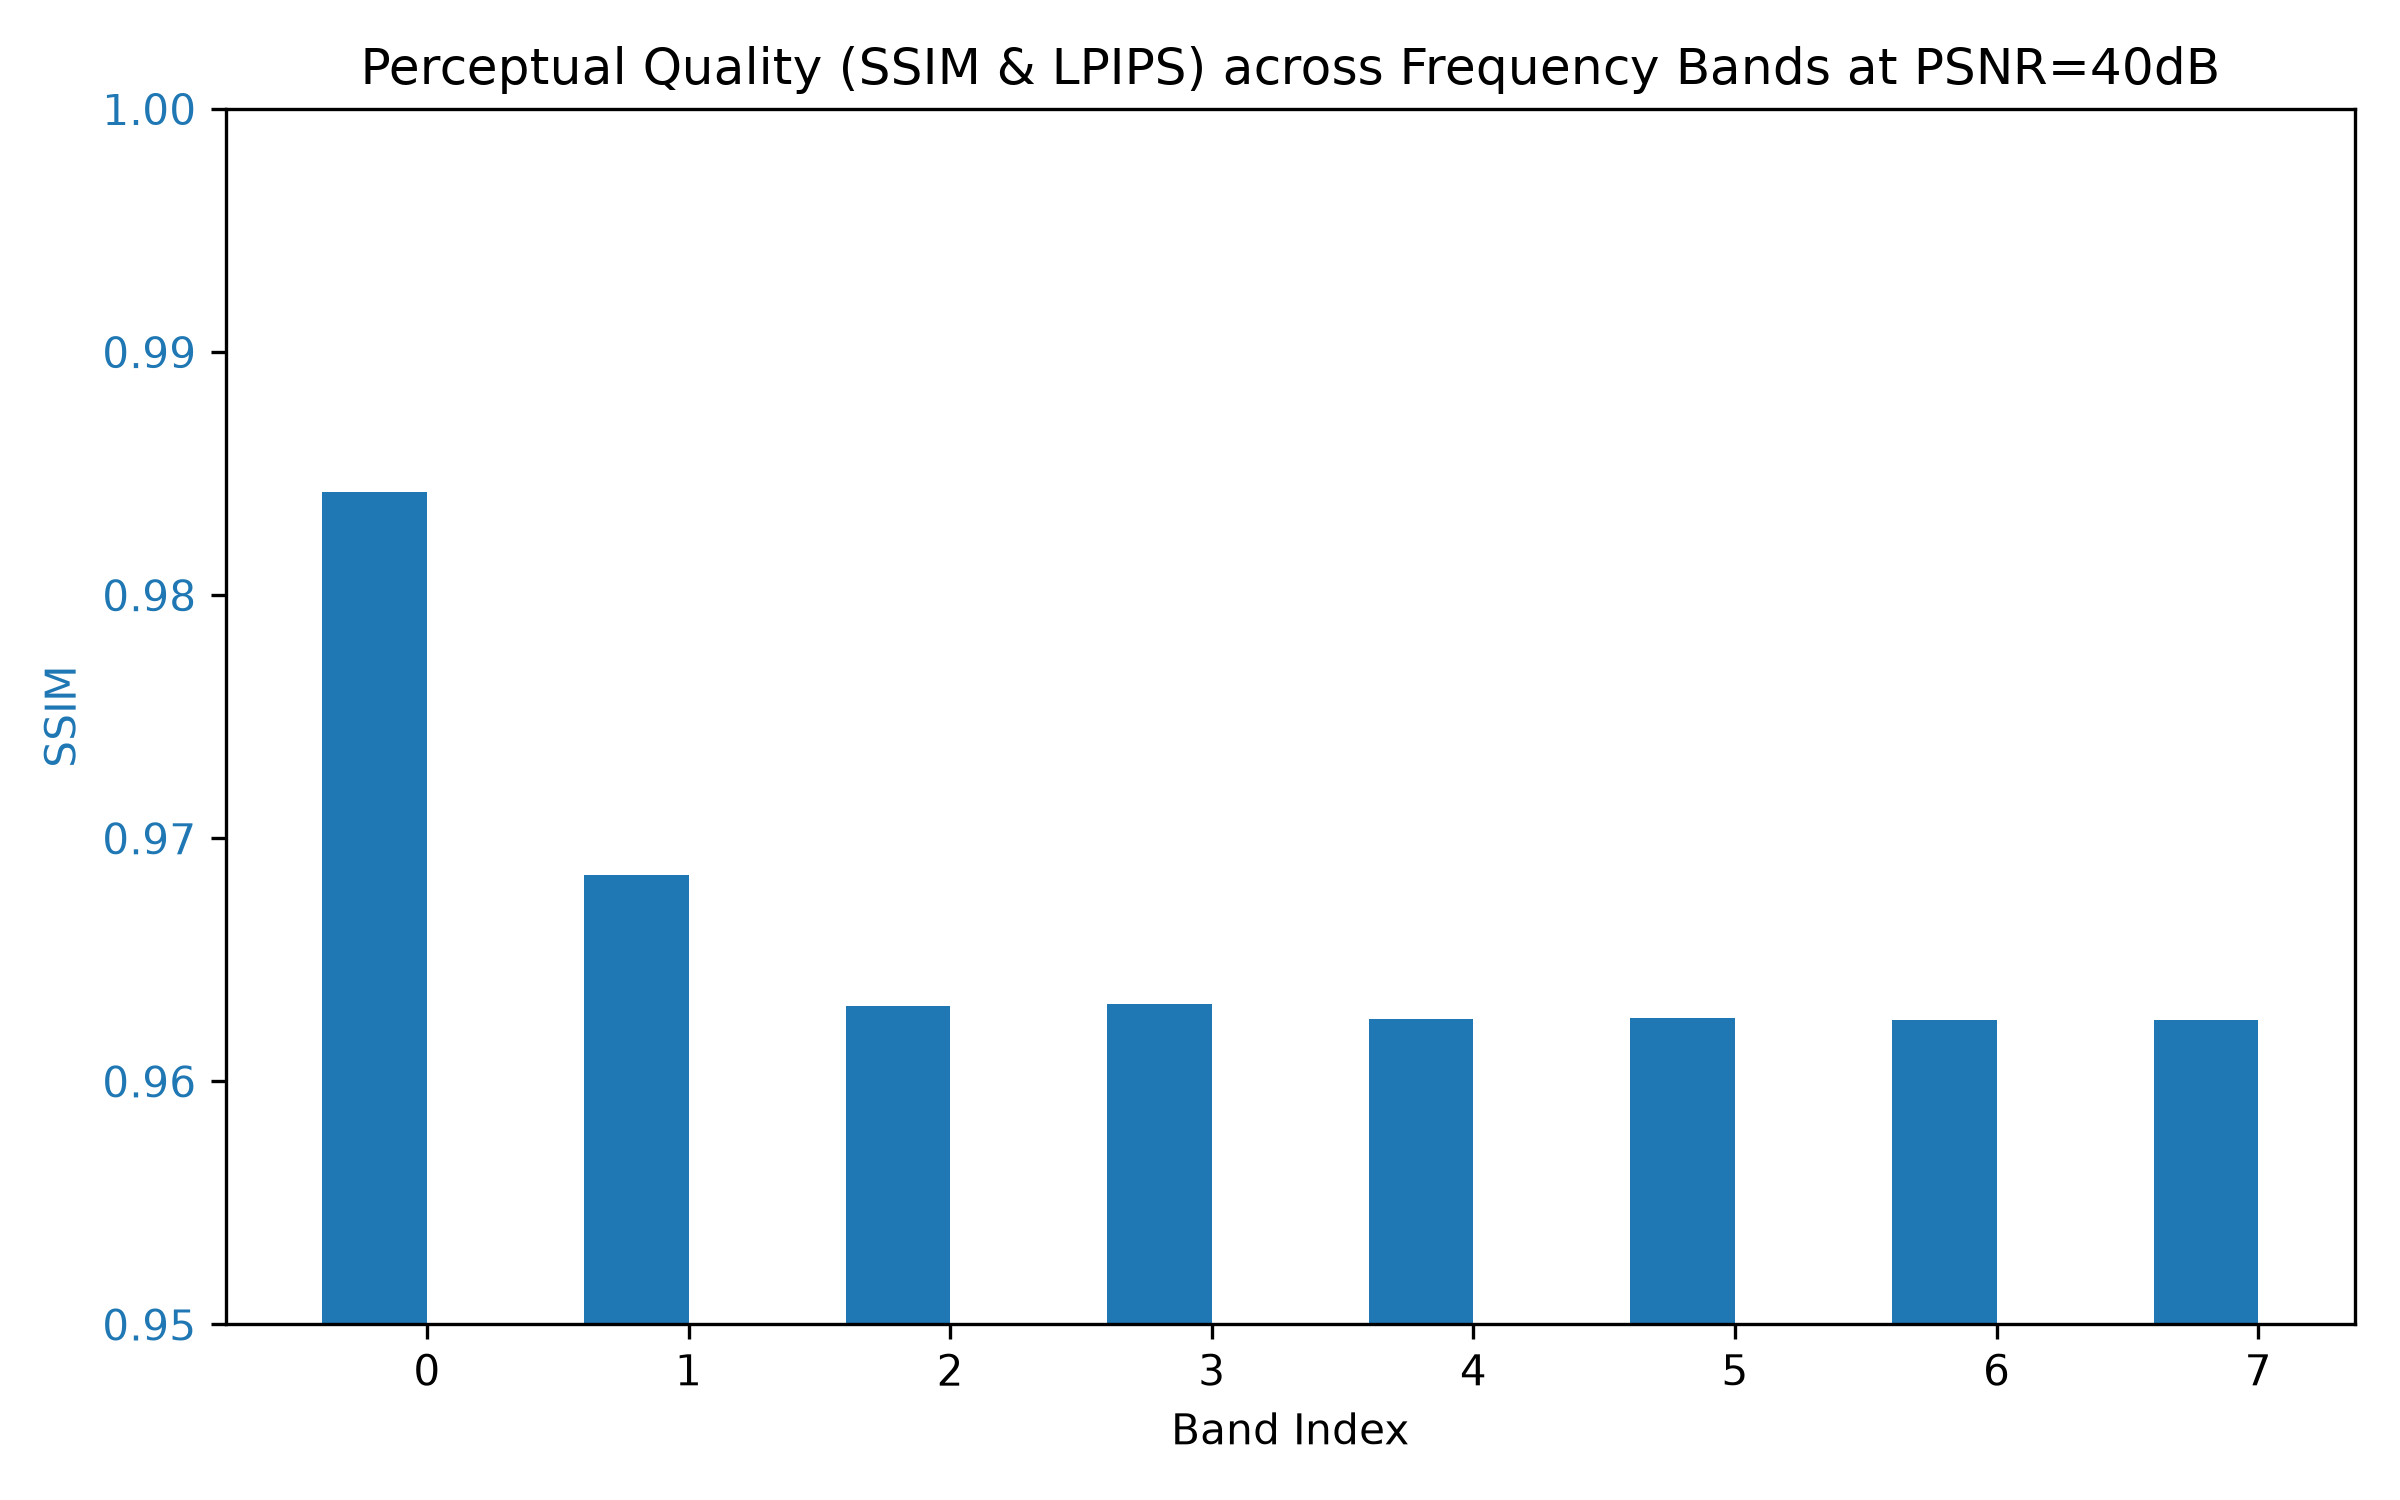 Perceptual Quality (SSIM & LPIPS) across Frequency Bands at PSNR=40dB
1.00
0.99
0.98
0.97
0.96
0.95
SSIM
0 1 2 3 4 5 6 7
Band Index